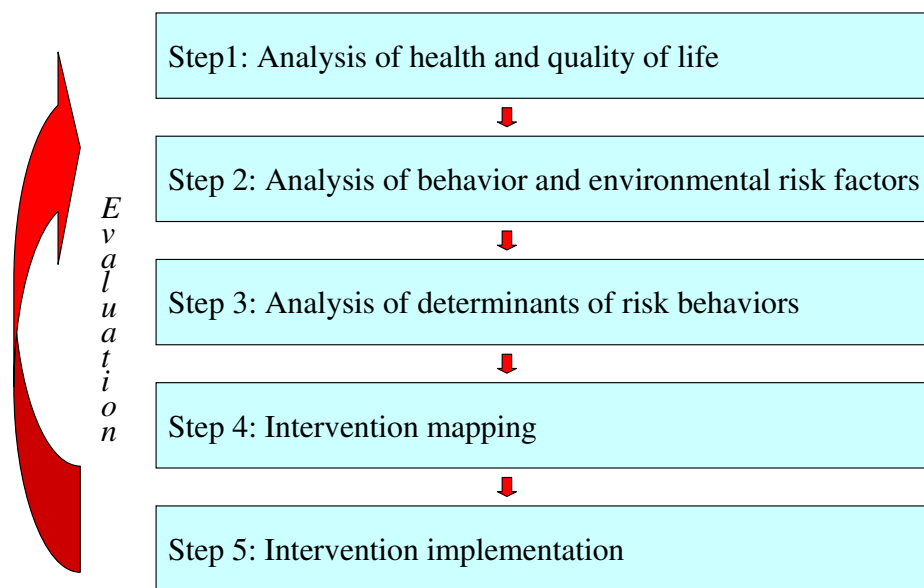 Step1: Analysis of health and quality of life
Step 2: Analysis of behavior and environmental risk factors
Step 3: Analysis of determinants of risk behaviors
Step 4: Intervention mapping
Step 5: Intervention implementation
Evaluation